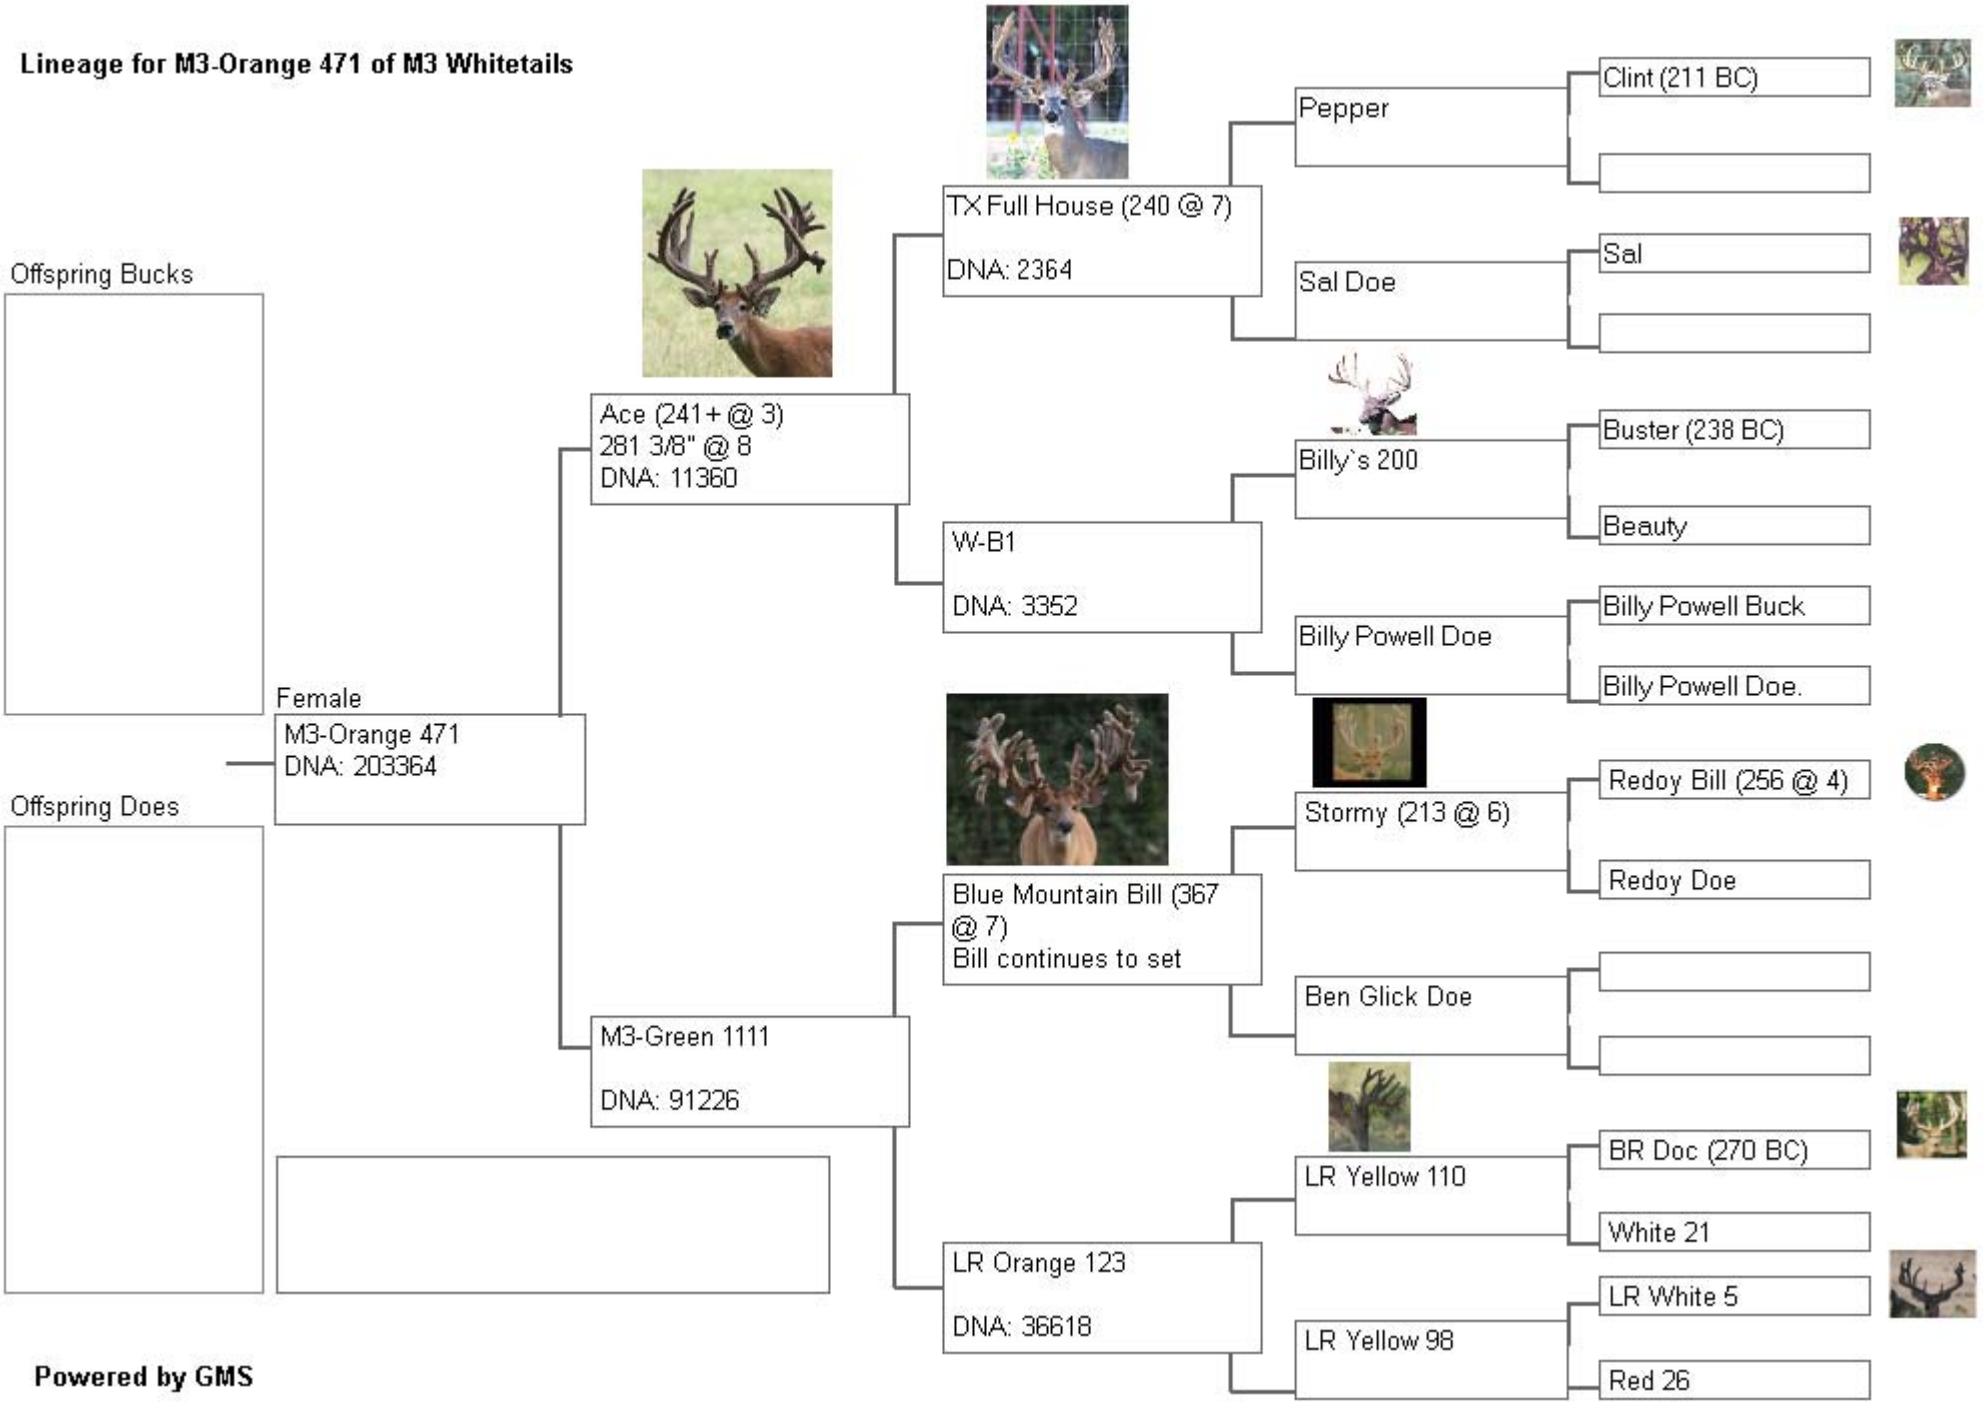 Lineage for M3-Orange 471 of M3 Whitetails
Offspring Bucks
Offspring Does
Female
M3-Orange 471
DNA: 203364
Ace (241+ @ 3)
281 3/8" @ 8
DNA: 11360
M3-Green 1111
DNA: 91226
TX Full House (240 @ 7)
DNA: 2364
W-B1
DNA: 3352
Blue Mountain Bill (367
@ 7)
Bill continues to set
LR Orange 123
DNA: 36618
Pepper
Sal Doe
Billy`s 200
Billy Powell Doe
Stormy (213 @ 6)
Ben Glick Doe
LR Yellow 110
LR Yellow 98
Clint (211 BC)
Sal
Buster (238 BC)
Beauty
Billy Powell Buck
Billy Powell Doe.
Redoy Bill (256 @ 4)
Redoy Doe
BR Doc (270 BC)
White 21
LR White 5
Red 26
Powered by GMS